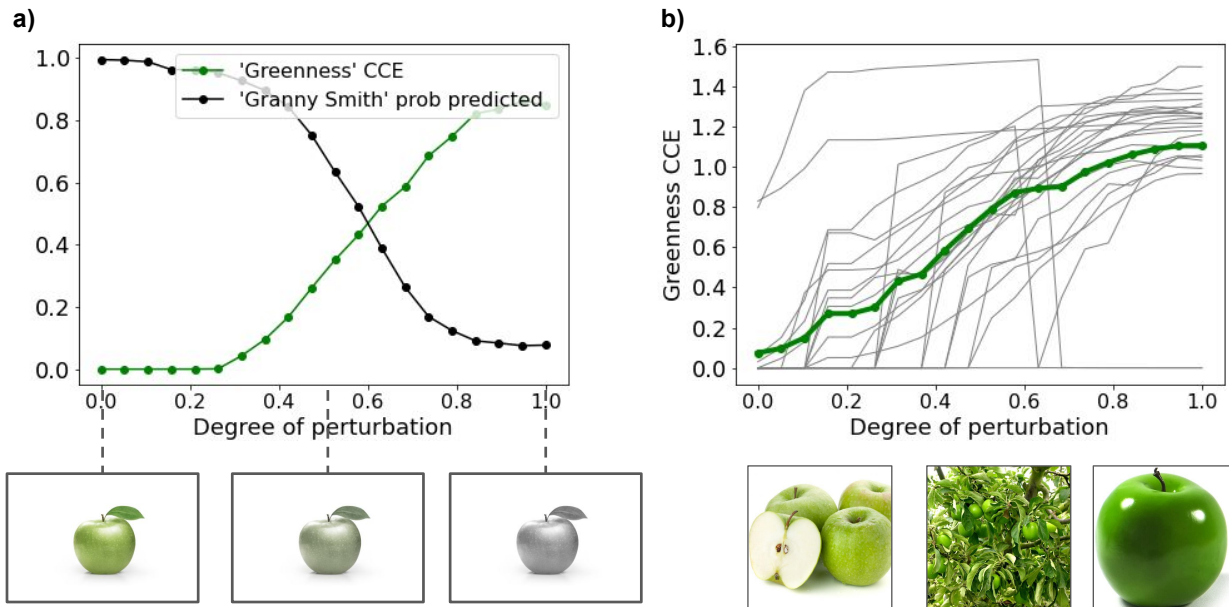 a)
1.0
0.8
0.6
0.4
0.2
0.0
'Greenness' CCE
'Granny Smith' prob predicted
0.0 0.2 0.4 0.6 0.8 1.0
Degree of perturbation
b)
1.6
1.4
1.2
1.0
0.8
0.6
0.4
0.2
0.0
Greenness CCE
0.0 0.2 0.4 0.6 0.8 1.0
Degree of perturbation